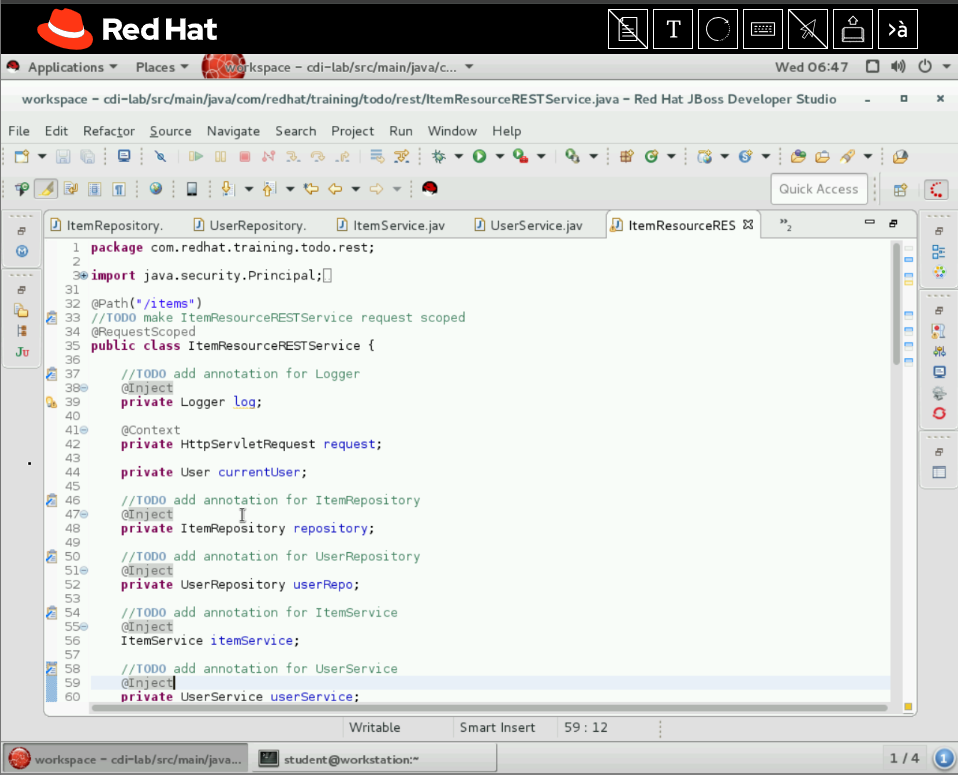 Red Hat
T
>à
Applications
Places
workspace – cdi-lab/src/main/java/c...
Wed 06:47
workspace – cdi-lab/src/main/java/com/redhat/training/todo/rest/ItemResourceRESTService.java – Red Hat JBoss Developer Studio
File Edit Refactor Source Navigate Search Project Run Window Help
Quick Access
ItemRepository. UserRepository. ItemService.jav UserService.jav ItemResourceRES »2
1 package com.redhat.training.todo.rest;
2
3 import java.security.Principal;
31
32 @Path("/items")
33 //TODO make ItemResourceRESTService request scoped
34 @RequestScoped
35 public class ItemResourceRESTService {
36
37 //TODO add annotation for Logger
38 @Inject
39 private Logger log;
40
41 @Context
42 private HttpServletRequest request;
43
44 private User currentUser;
45
46 //TODO add annotation for ItemRepository
47 @Inject
48 private ItemRepository repository;
49
50 //TODO add annotation for UserRepository
51 @Inject
52 private UserRepository userRepo;
53
54 //TODO add annotation for ItemService
55 @Inject
56 ItemService itemService;
57
58 //TODO add annotation for UserService
59 @Inject
60 private UserService userService;
Writable Smart Insert 59 : 12
workspace – cdi-lab/src/main/java...
student@workstation:~
1 / 4
1